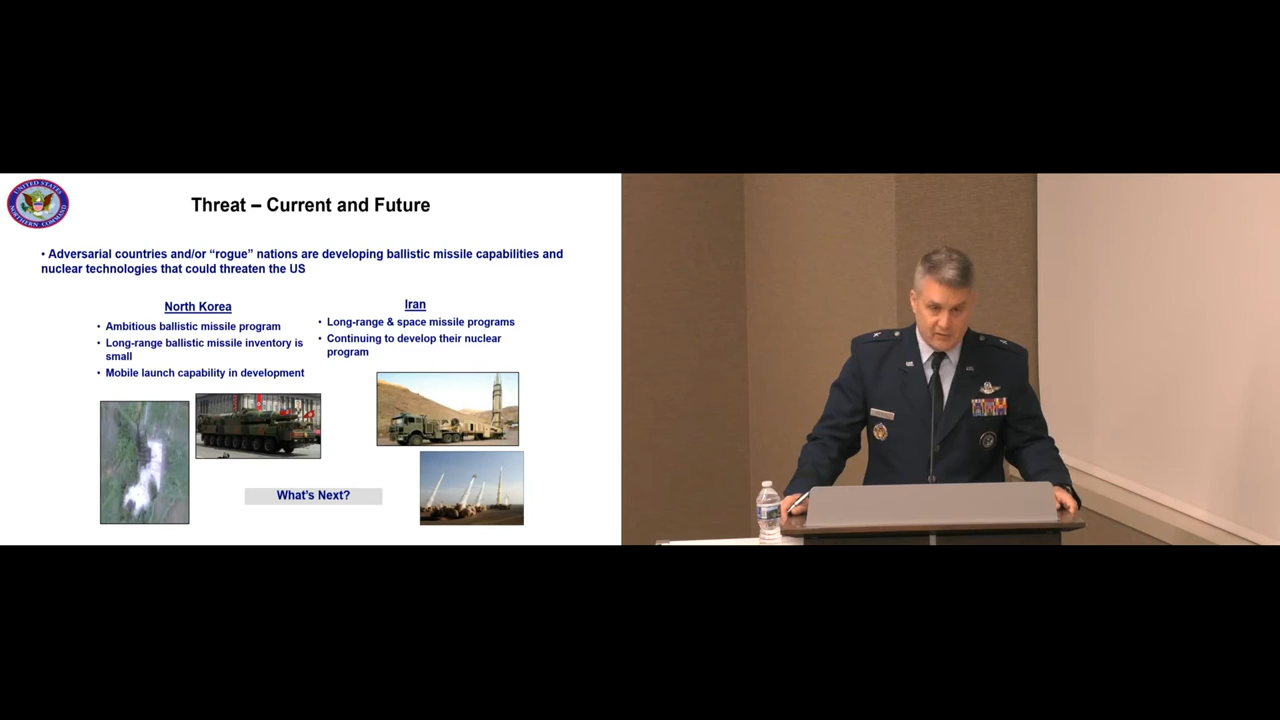 UNITED STATES
NORTHERN COMMAND
Threat – Current and Future
• Adversarial countries and/or “rogue” nations are developing ballistic missile capabilities and
nuclear technologies that could threaten the US
North Korea
• Ambitious ballistic missile program
• Long-range ballistic missile inventory is
small
• Mobile launch capability in development
Iran
• Long-range & space missile programs
• Continuing to develop their nuclear
program
What’s Next?